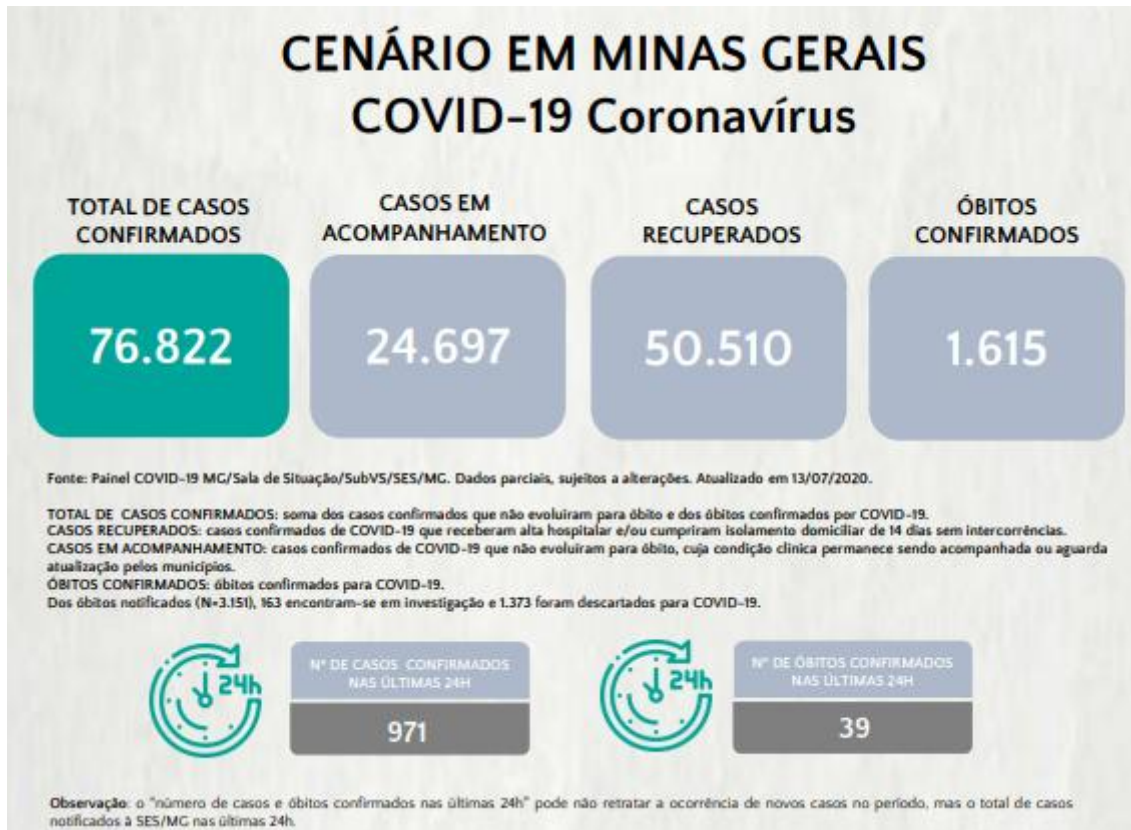 CENÁRIO EM MINAS GERAIS
COVID-19 Coronavírus
TOTAL DE CASOS
CONFIRMADOS
76.822
CASOS EM
ACOMPANHAMENTO
24.697
CASOS
RECUPERADOS
50.510
ÓBITOS
CONFIRMADOS
1.615
Fonte: Painel COVID-19 MG/Sala de Situação/SubVS/SES/MG. Dados parciais, sujeitos a alterações. Atualizado em 13/07/2020.
TOTAL DE CASOS CONFIRMADOS: soma dos casos confirmados que não evoluiram para óbito e dos óbitos confirmados por COVID-19.
CASOS RECUPERADOS: casos confirmados de COVID-19 que receberam alta hospitalar e/ou cumpriram isolamento domiciliar de 14 dias sem intercorrências.
CASOS EM ACOMPANHAMENTO: casos confirmados de COVID-19 que não evoluiram para óbito, cuja condição clínica permanece sendo acompanhada ou aguarda
atualização pelos municípios.
ÓBITOS CONFIRMADOS: óbitos confirmados para COVID-19.
Dos óbitos notificados (N=3.151), 163 encontram-se em investigação e 1.373 foram descartados para COVID-19.
24h
N° DE CASOS CONFIRMADOS
NAS ÚLTIMAS 24H
971
24h
N° DE ÓBITOS CONFIRMADOS
NAS ÚLTIMAS 24H
39
Observação: o "número de casos e óbitos confirmados nas últimas 24h" pode não retratar a ocorrência de novos casos no período, mas o total de casos
notificados à SES/MG nas últimas 24h.